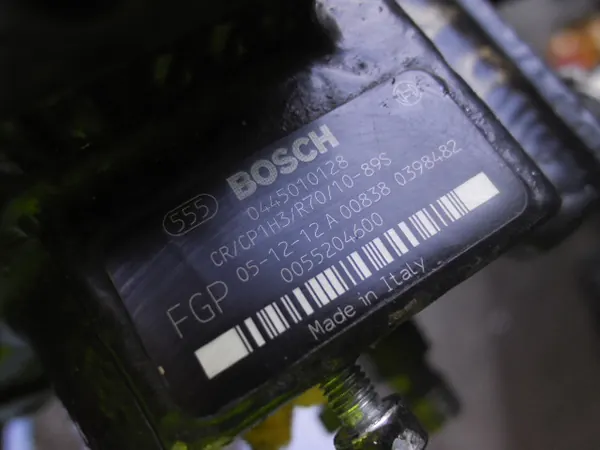 555 BOSCH
0445010128
CR/CP1H3/R70/10-89S
FGP 05-12-12 A 00838 0398482
0055204600
Made in Italy